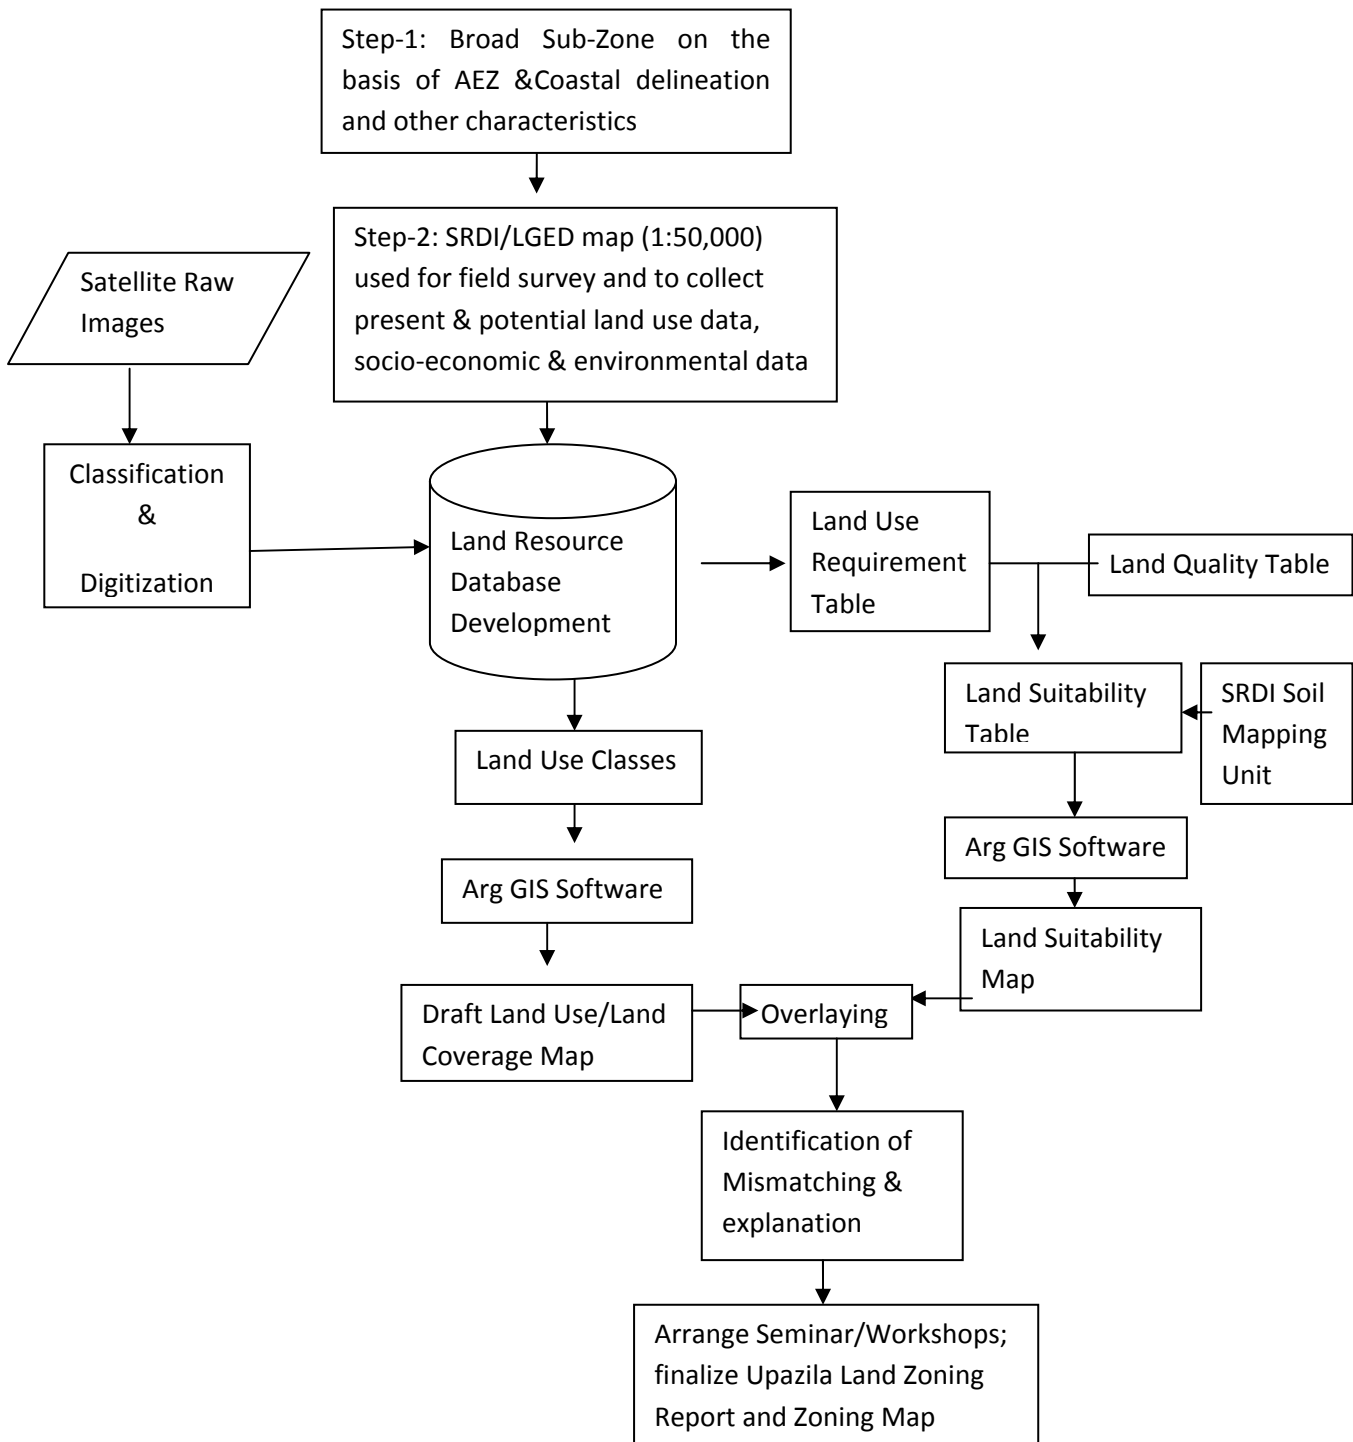 Step-1: Broad Sub-Zone on the
basis of AEZ &Coastal delineation
and other characteristics
Step-2: SRDI/LGED map (1:50,000)
used for field survey and to collect
present & potential land use data,
socio-economic & environmental data
Satellite Raw
Images
Classification
&
Digitization
Land Resource
Database
Development
Land Use
Requirement
Table
Land Quality Table
Land Suitability
Table
SRDI Soil
Mapping
Unit
Land Use Classes
Arg GIS Software
Arg GIS Software
Land Suitability
Map
Draft Land Use/Land
Coverage Map
Overlaying
Identification of
Mismatching &
explanation
Arrange Seminar/Workshops;
finalize Upazila Land Zoning
Report and Zoning Map